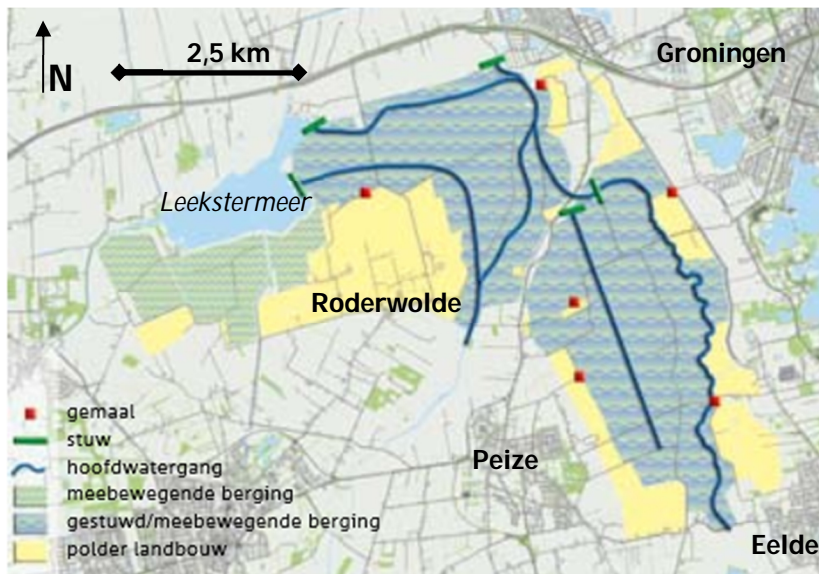 2,5 km
Groningen
N
Leekstermeer
Roderwolde
Peize
Eelde
gemaal
stuw
hoofdwatergang
meebewegende berging
gestuwd/meebewegende berging
polder landbouw